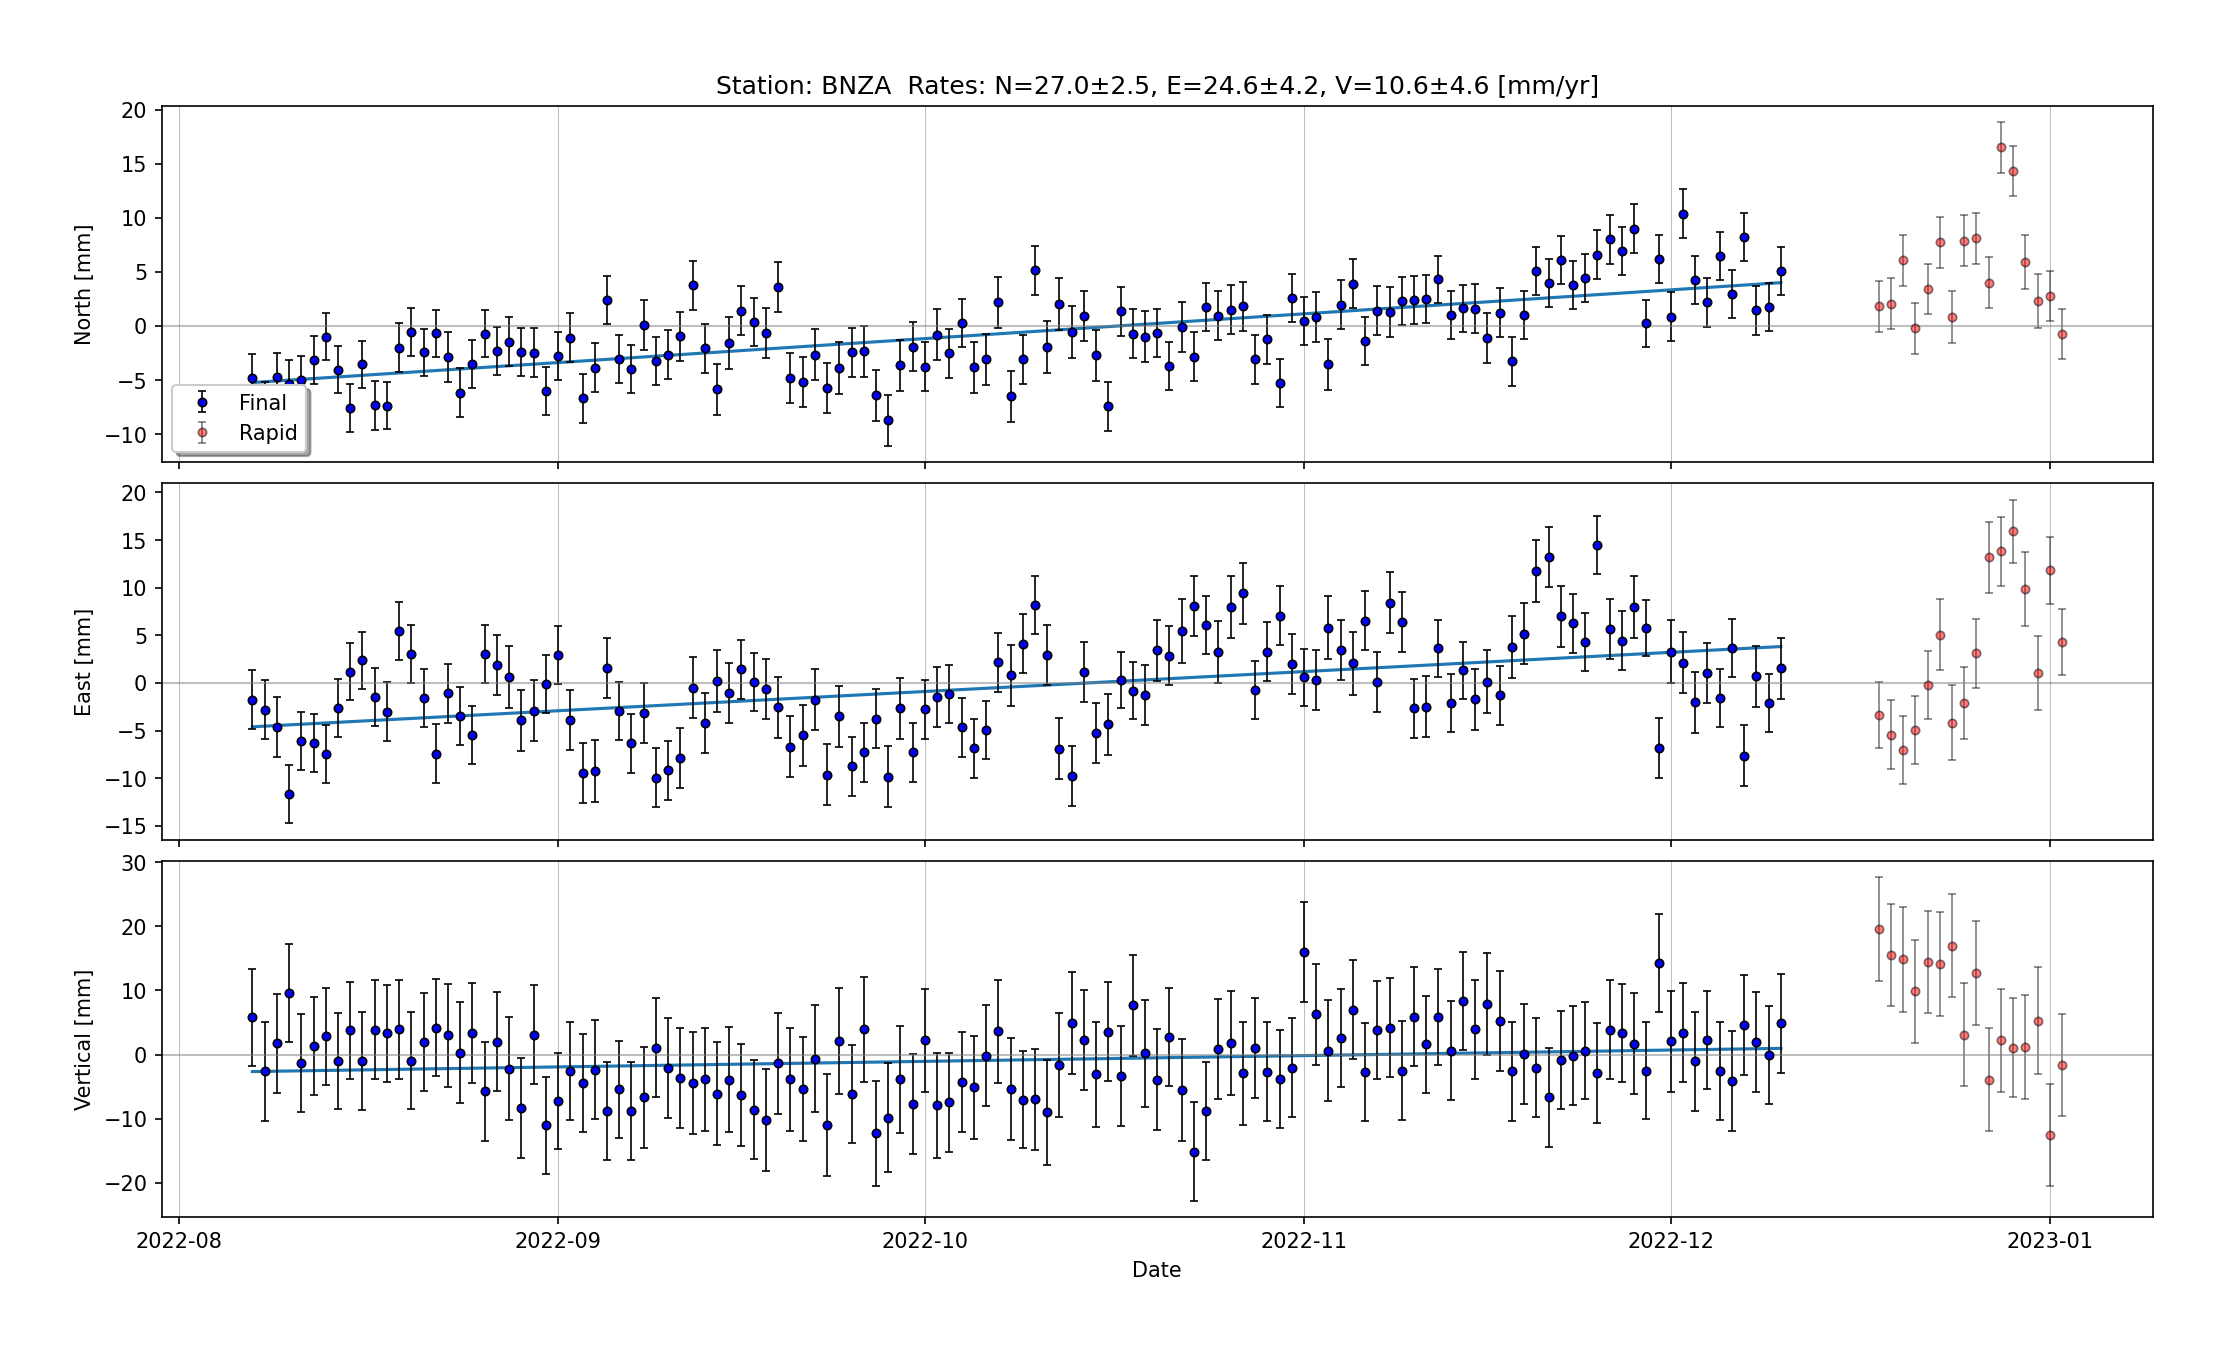 Station: BNZA  Rates: N=27.0±2.5, E=24.6±4.2, V=10.6±4.6 [mm/yr]
20
15
10
5
0
−5
−10
North [mm]
Final
Rapid
20
15
10
5
0
−5
−10
−15
East [mm]
30
20
10
0
−10
−20
Vertical [mm]
2022-08 2022-09 2022-10 2022-11 2022-12 2023-01
Date